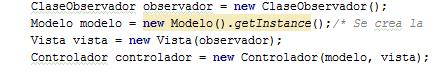 ClaseObservador observador = new ClaseObservador();
Modelo modelo = new Modelo().getInstance();/* Se crea la
Vista vista = new Vista(observador);
Controlador controlador = new Controlador(modelo, vista);